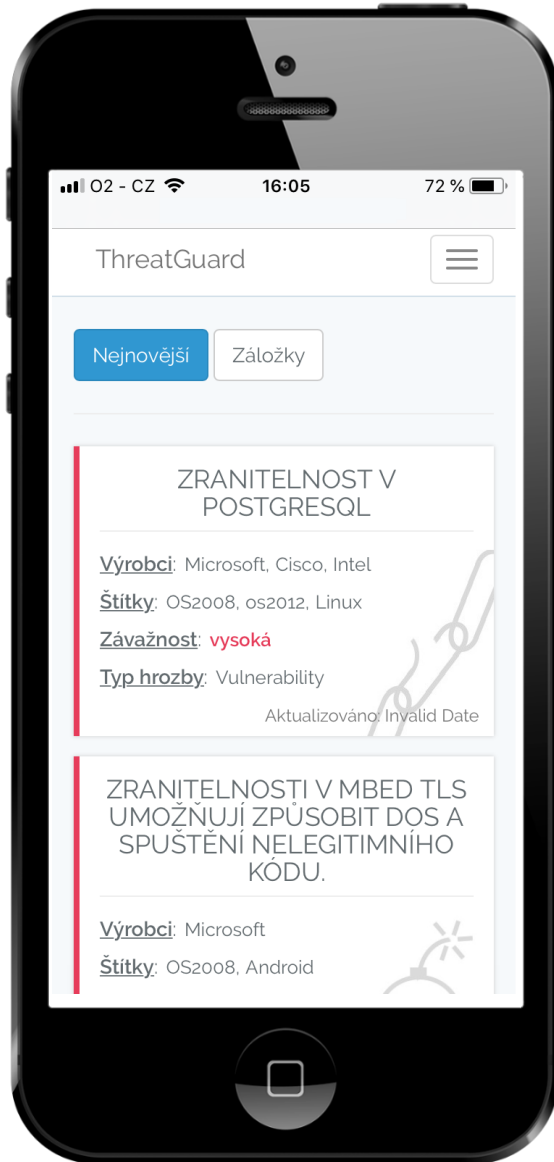 O2 - CZ 16:05 72 %
ThreatGuard
Nejnovější Záložky
ZRANITELNOST V
POSTGRESQL
Výrobci: Microsoft, Cisco, Intel
Štítky: OS2008, os2012, Linux
Závažnost: vysoká
Typ hrozby: Vulnerability
Aktualizováno: Invalid Date
ZRANITELNOSTI V MBED TLS
UMOŽŇUJÍ ZPŮSOBIT DOS A
SPUŠTĚNÍ NELEGITIMNÍHO
KÓDU.
Výrobci: Microsoft
Štítky: OS2008, Android